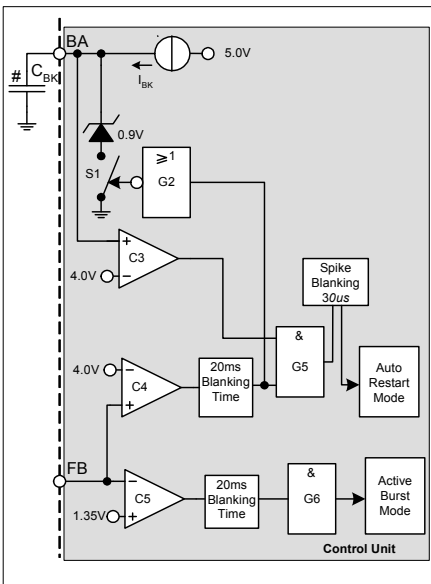 BA
5.0V
# C_BK
I_BK
0.9V
S1
≥1
G2
+
C3
4.0V
−
Spike
Blanking
30us
&
G5
4.0V
−
C4
+
20ms
Blanking
Time
Auto
Restart
Mode
FB
−
C5
1.35V
+
20ms
Blanking
Time
&
G6
Active
Burst
Mode
Control Unit